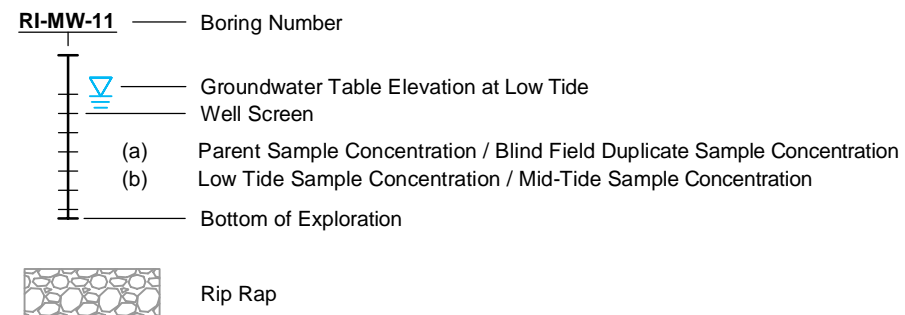 RI-MW-11 Boring Number
Groundwater Table Elevation at Low Tide
Well Screen
(a) Parent Sample Concentration / Blind Field Duplicate Sample Concentration
(b) Low Tide Sample Concentration / Mid-Tide Sample Concentration
Bottom of Exploration
Rip Rap